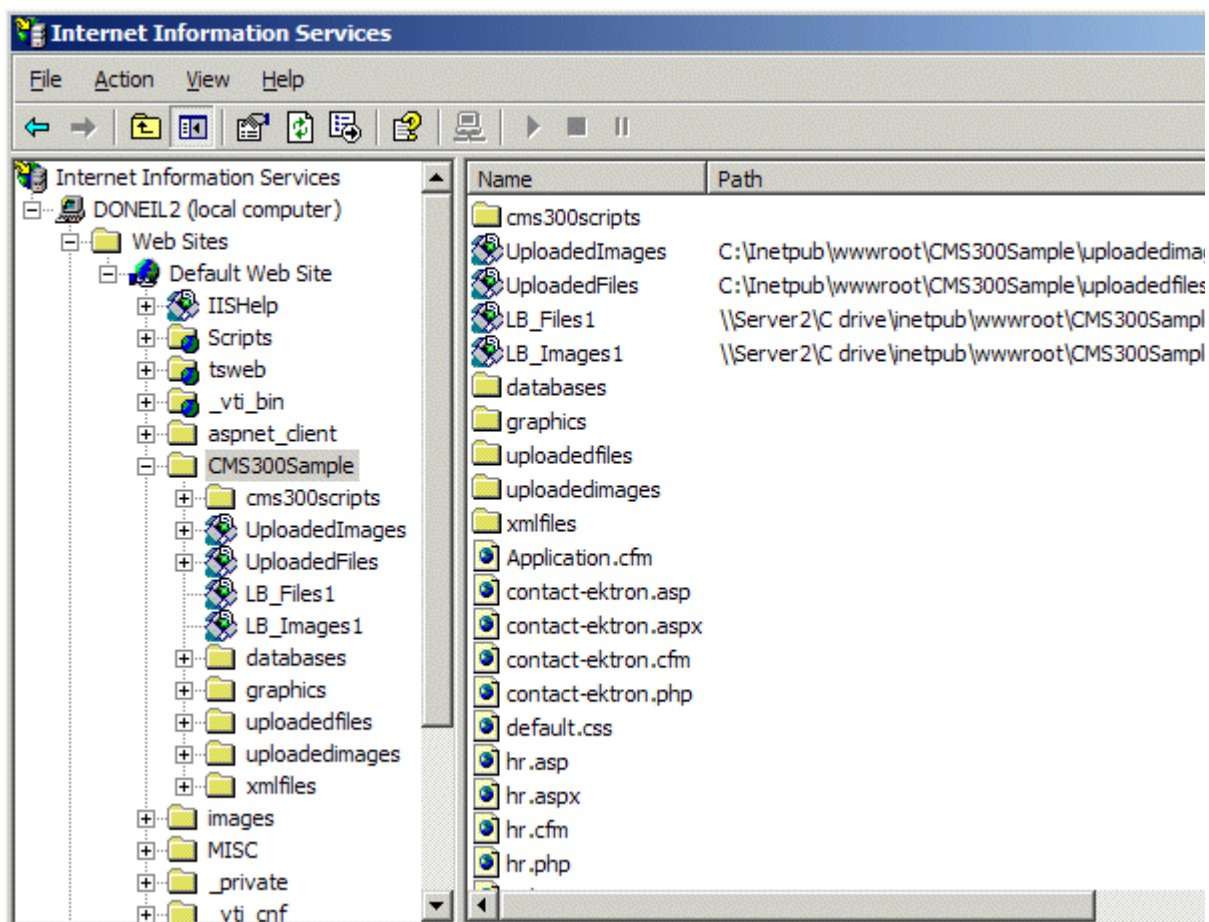 Internet Information Services
File Action View Help
Internet Information Services
DONEIL2 (local computer)
Web Sites
Default Web Site
IISHelp
Scripts
tsweb
_vti_bin
aspnet_client
CMS300Sample
cms300scripts
UploadedImages
UploadedFiles
LB_Files1
LB_Images1
databases
graphics
uploadedfiles
uploadedimages
xmlfiles
images
MISC
_private
_vti_cnf
Name Path
cms300scripts
UploadedImages C:\Inetpub\wwwroot\CMS300Sample\uploadedima
UploadedFiles C:\Inetpub\wwwroot\CMS300Sample\uploadedfiles
LB_Files1 \\Server2\C drive\inetpub\wwwroot\CMS300Sampl
LB_Images1 \\Server2\C drive\inetpub\wwwroot\CMS300Sampl
databases
graphics
uploadedfiles
uploadedimages
xmlfiles
Application.cfm
contact-ektron.asp
contact-ektron.aspx
contact-ektron.cfm
contact-ektron.php
default.css
hr.asp
hr.aspx
hr.cfm
hr.php